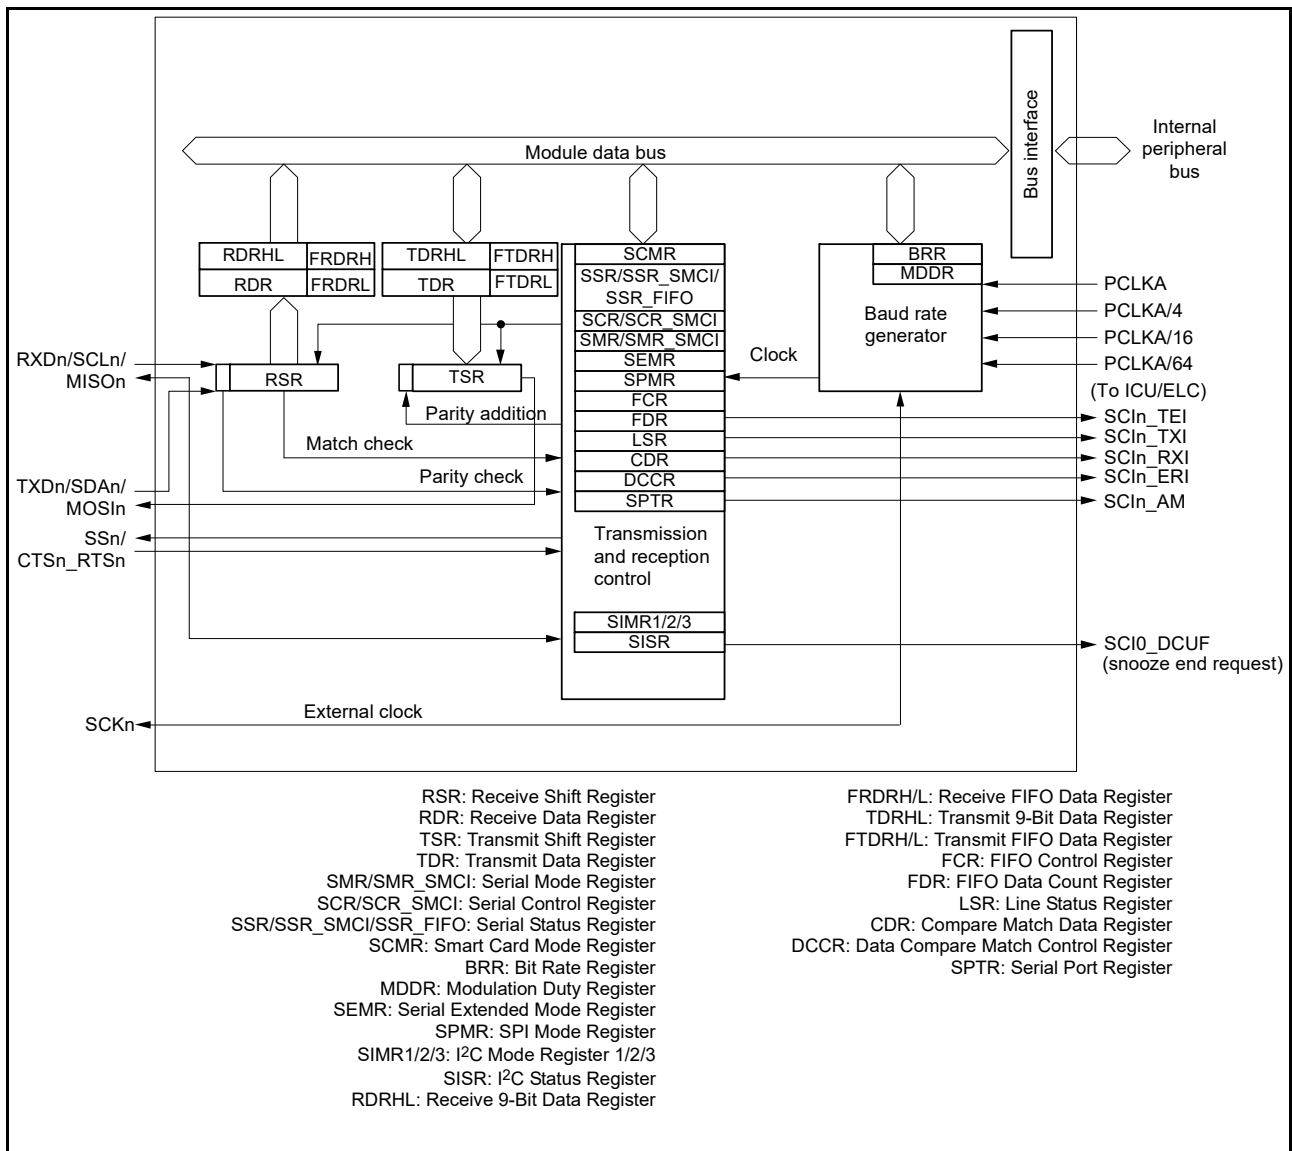 Bus interface
Internal
peripheral
bus
Module data bus
RDRHL
FRDRH
RDR
FRDRL
TDRHL
FTDRH
TDR
FTDRL
SCMR
SSR/SSR_SMCI/
SSR_FIFO
SCR/SCR_SMCI
SMR/SMR_SMCI
SEMR
SPMR
FCR
FDR
LSR
CDR
DCCR
SPTR
Transmission
and reception
control
SIMR1/2/3
SISR
BRR
MDDR
Baud rate
generator
Clock
PCLKA
PCLKA/4
PCLKA/16
PCLKA/64
(To ICU/ELC)
SCIn_TEI
SCIn_TXI
SCIn_RXI
SCIn_ERI
SCIn_AM
SCI0_DCUF
(snooze end request)
RXDn/SCLn/
MISOn
RSR
TSR
Parity addition
Match check
Parity check
TXDn/SDAn/
MOSIn
SSn/
CTSn_RTSn
External clock
SCKn
RSR: Receive Shift Register
RDR: Receive Data Register
TSR: Transmit Shift Register
TDR: Transmit Data Register
SMR/SMR_SMCI: Serial Mode Register
SCR/SCR_SMCI: Serial Control Register
SSR/SSR_SMCI/SSR_FIFO: Serial Status Register
SCMR: Smart Card Mode Register
BRR: Bit Rate Register
MDDR: Modulation Duty Register
SEMR: Serial Extended Mode Register
SPMR: SPI Mode Register
SIMR1/2/3: I2C Mode Register 1/2/3
SISR: I2C Status Register
RDRHL: Receive 9-Bit Data Register
FRDRH/L: Receive FIFO Data Register
TDRHL: Transmit 9-Bit Data Register
FTDRH/L: Transmit FIFO Data Register
FCR: FIFO Control Register
FDR: FIFO Data Count Register
LSR: Line Status Register
CDR: Compare Match Data Register
DCCR: Data Compare Match Control Register
SPTR: Serial Port Register